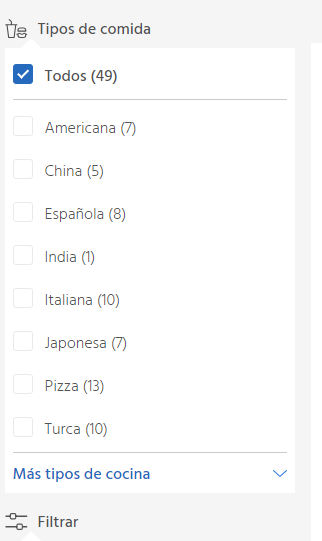 Tipos de comida
Todos (49)
Americana (7)
China (5)
Española (8)
India (1)
Italiana (10)
Japonesa (7)
Pizza (13)
Turca (10)
Más tipos de cocina
Filtrar